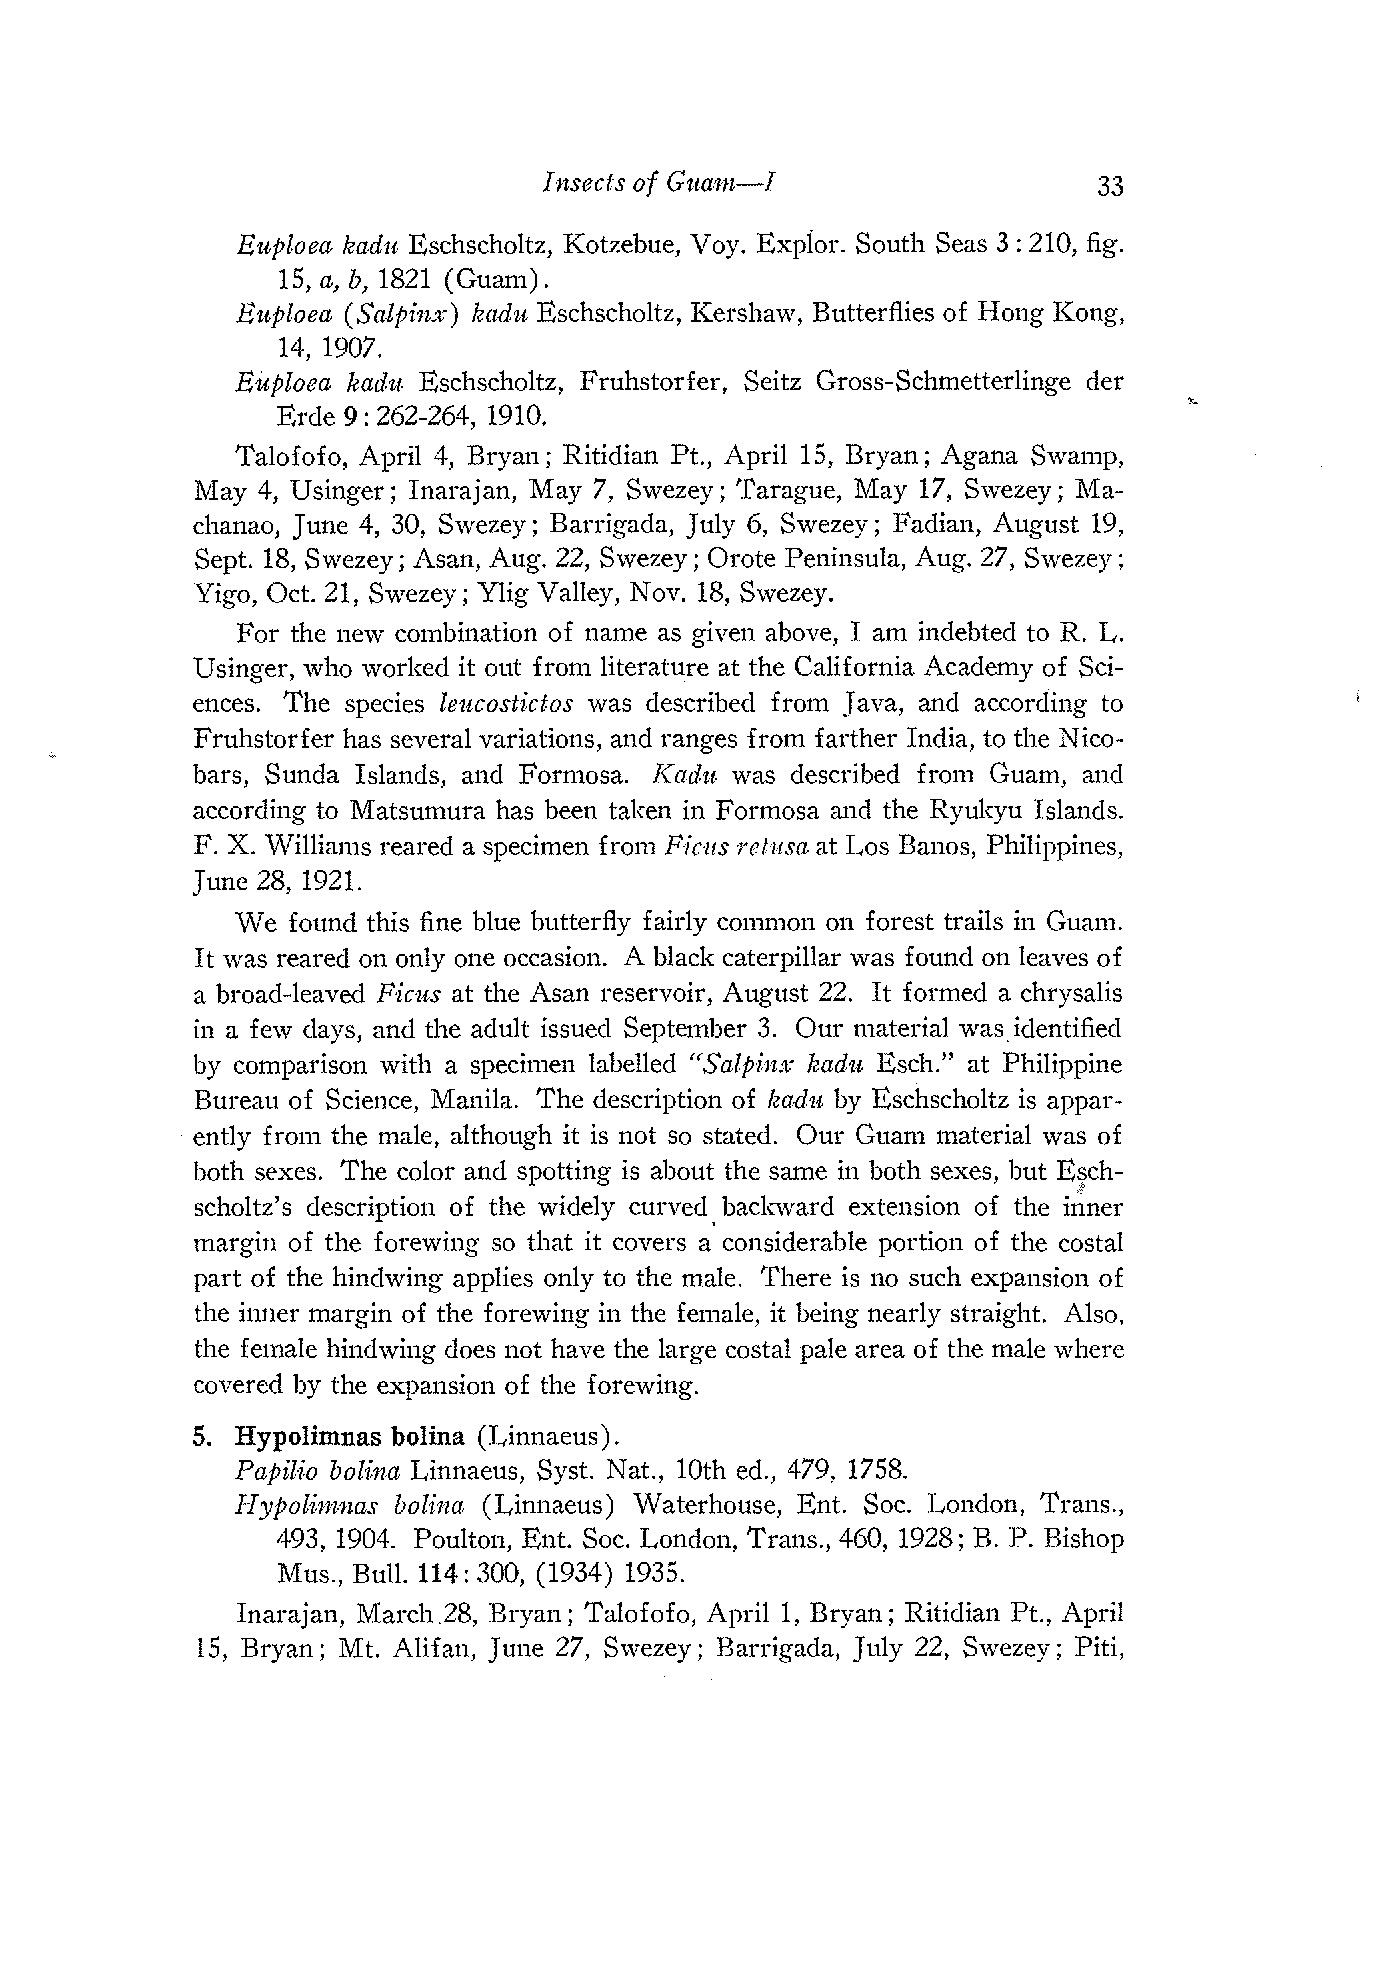 Insects of Guam—I 33
Euploea kadu Eschscholtz, Kotzebue, Voy. Explor. South Seas 3 : 210, fig.
15, a, b, 1821 (Guam).
Euploea (Salpinx) kadu Eschscholtz, Kershaw, Butterflies of Hong Kong,
14, 1907.
Euploea kadu Eschscholtz, Fruhstorfer, Seitz Gross-Schmetterlinge der
Erde 9 : 262-264, 1910.
Talofofo, April 4, Bryan; Ritidian Pt., April 15, Bryan; Agana Swamp,
May 4, Usinger; Inarajan, May 7, Swezey; Tarague, May 17, Swezey; Ma-
chanao, June 4, 30, Swezey; Barrigada, July 6, Swezey; Fadian, August 19,
Sept. 18, Swezey; Asan, Aug. 22, Swezey; Orote Peninsula, Aug. 27, Swezey;
Yigo, Oct. 21, Swezey; Ylig Valley, Nov. 18, Swezey.
For the new combination of name as given above, I am indebted to R. L.
Usinger, who worked it out from literature at the California Academy of Sci-
ences. The species leucostictos was described from Java, and according to
Fruhstorfer has several variations, and ranges from farther India, to the Nico-
bars, Sunda Islands, and Formosa. Kadu was described from Guam, and
according to Matsumura has been taken in Formosa and the Ryukyu Islands.
F. X. Williams reared a specimen from Ficus retusa at Los Banos, Philippines,
June 28, 1921.
We found this fine blue butterfly fairly common on forest trails in Guam.
It was reared on only one occasion. A black caterpillar was found on leaves of
a broad-leaved Ficus at the Asan reservoir, August 22. It formed a chrysalis
in a few days, and the adult issued September 3. Our material was identified
by comparison with a specimen labelled "Salpinx kadu Esch." at Philippine
Bureau of Science, Manila. The description of kadu by Eschscholtz is appar-
ently from the male, although it is not so stated. Our Guam material was of
both sexes. The color and spotting is about the same in both sexes, but Esch-
scholtz's description of the widely curved backward extension of the inner
margin of the forewing so that it covers a considerable portion of the costal
part of the hindwing applies only to the male. There is no such expansion of
the inner margin of the forewing in the female, it being nearly straight. Also,
the female hindwing does not have the large costal pale area of the male where
covered by the expansion of the forewing.
5. Hypolimnas bolina (Linnaeus).
Papilio bolina Linnaeus, Syst. Nat., 10th ed., 479, 1758.
Hypolimnas bolina (Linnaeus) Waterhouse, Ent. Soc. London, Trans.,
493, 1904. Poulton, Ent. Soc. London, Trans., 460, 1928; B. P. Bishop
Mus., Bull. 114 : 300, (1934) 1935.
Inarajan, March 28, Bryan; Talofofo, April 1, Bryan; Ritidian Pt., April
15, Bryan; Mt. Alifan, June 27, Swezey; Barrigada, July 22, Swezey; Piti,